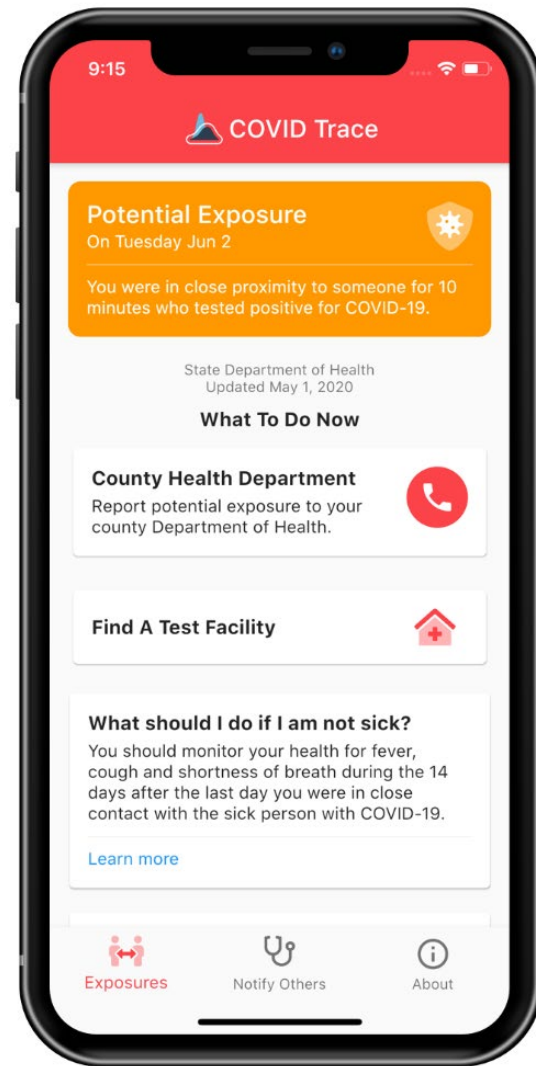 9:15
COVID Trace
Potential Exposure
On Tuesday Jun 2
You were in close proximity to someone for 10
minutes who tested positive for COVID-19.
State Department of Health
Updated May 1, 2020
What To Do Now
County Health Department
Report potential exposure to your
county Department of Health.
Find A Test Facility
What should I do if I am not sick?
You should monitor your health for fever,
cough and shortness of breath during the 14
days after the last day you were in close
contact with the sick person with COVID-19.
Learn more
Exposures
Notify Others
About